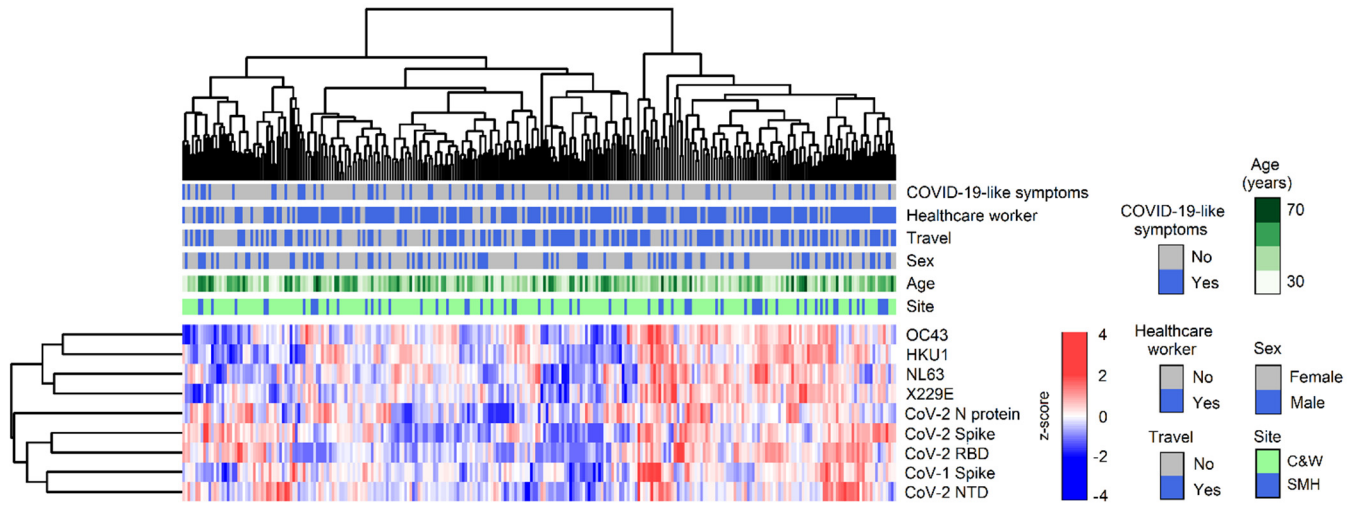 COVID-19-like symptoms
Healthcare worker
Travel
Sex
Age
Site
OC43
HKU1
NL63
X229E
CoV-2 N protein
CoV-2 Spike
CoV-2 RBD
CoV-1 Spike
CoV-2 NTD
z-score
4
2
0
-2
-4
COVID-19-like
symptoms
No
Yes
Age
(years)
70
30
Healthcare
worker
No
Yes
Sex
Female
Male
Travel
No
Yes
Site
C&W
SMH